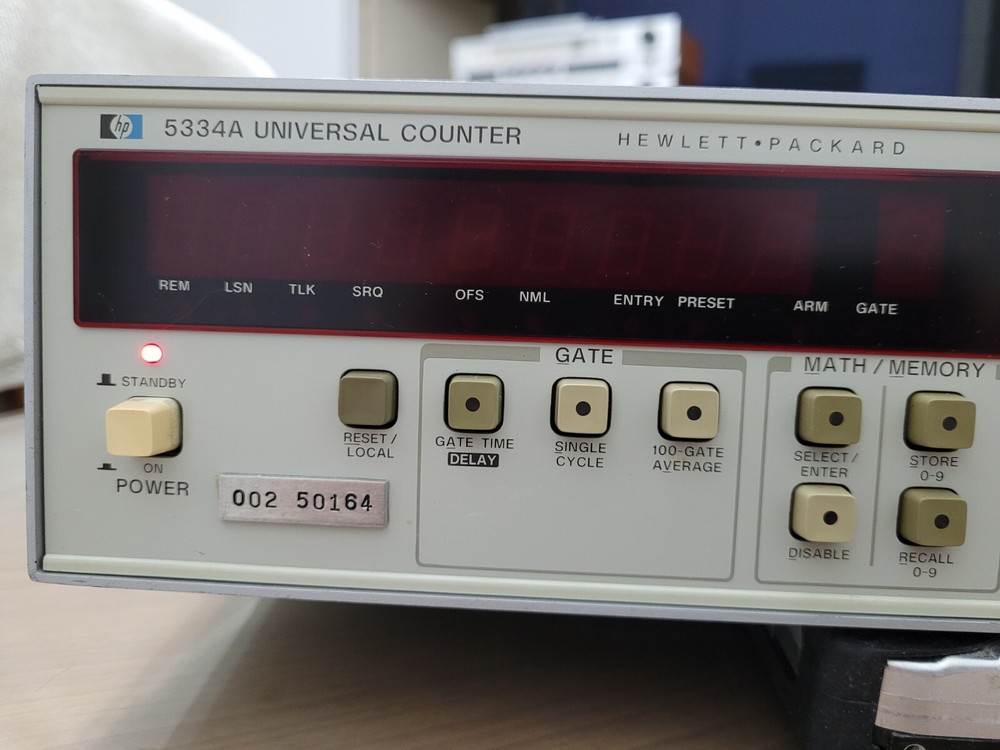 hp 5334A UNIVERSAL COUNTER HEWLETT•PACKARD
REM LSN TLK SRQ OFS NML ENTRY PRESET ARM GATE
STANDBY
ON
POWER
RESET /
LOCAL
002 50164
GATE
GATE TIME
DELAY
SINGLE
CYCLE
100-GATE
AVERAGE
MATH / MEMORY
SELECT /
ENTER
STORE
0-9
DISABLE
RECALL
0-9